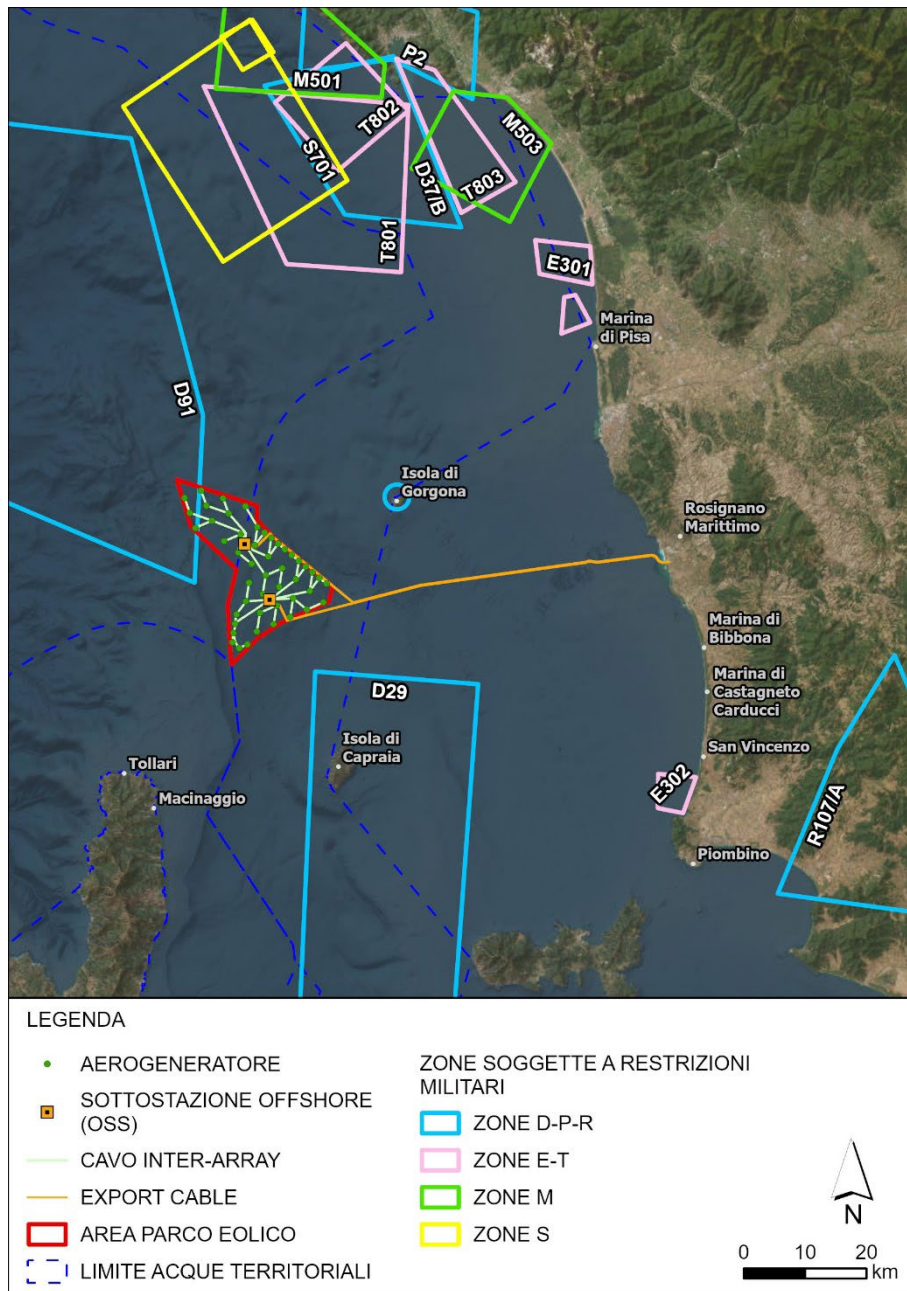 P2
M501
T802
M503
S701
D37/B
T803
T801
E301
Marina
di Pisa
D91
Isola di
Gorgona
Rosignano
Marittimo
Marina di
Bibbona
D29
Marina di
Castagneto
Carducci
Isola di
Capraia
San Vincenzo
Tollari
E302
Macinaggio
R107/A
Piombino
LEGENDA
AEROGENERATORE
SOTTOSTAZIONE OFFSHORE
(OSS)
CAVO INTER-ARRAY
EXPORT CABLE
AREA PARCO EOLICO
LIMITE ACQUE TERRITORIALI
ZONE SOGGETTE A RESTRIZIONI
MILITARI
ZONE D-P-R
ZONE E-T
ZONE M
ZONE S
N
0 10 20
km